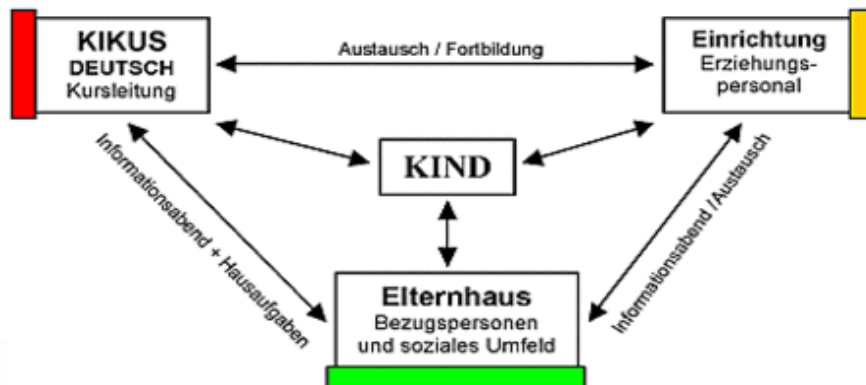 KIKUS
DEUTSCH
Kursleitung
Austausch / Fortbildung
Einrichtung
Erziehungs-
personal
KIND
Informationsabend + Hausaufgaben
Informationsabend /Austausch
Elternhaus
Bezugspersonen
und soziales Umfeld